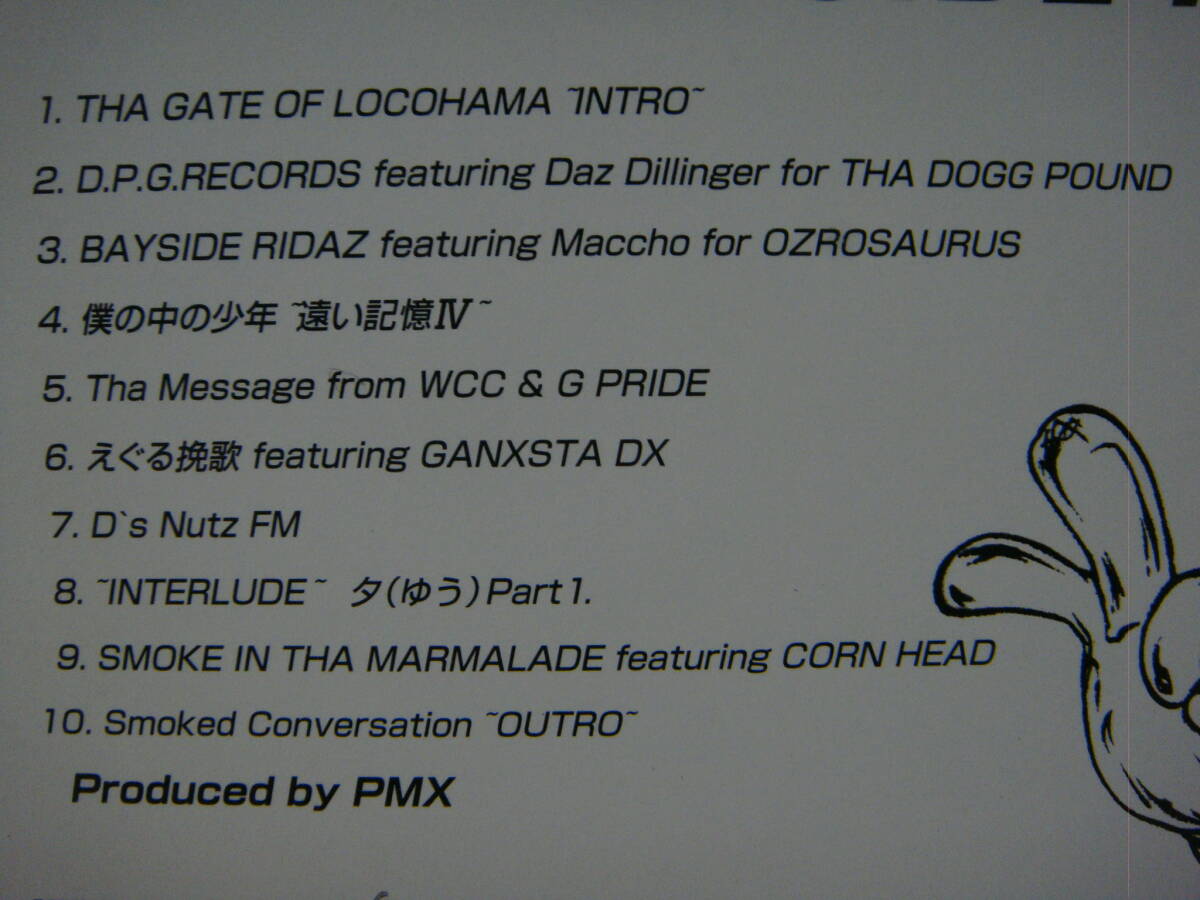 1. THA GATE OF LOCOHAMA ~INTRO~
2. D.P.G.RECORDS featuring Daz Dillinger for THA DOGG POUND
3. BAYSIDE RIDAZ featuring Maccho for OZROSAURUS
4. 僕の中の少年 ~遠い記憶Ⅳ~
5. Tha Message from WCC & G PRIDE
6. えぐる挽歌 featuring GANXSTA DX
7. D`s Nutz FM
8. ~INTERLUDE~ 夕(ゆう)Part1.
9. SMOKE IN THA MARMALADE featuring CORN HEAD
10. Smoked Conversation ~OUTRO~
Produced by PMX